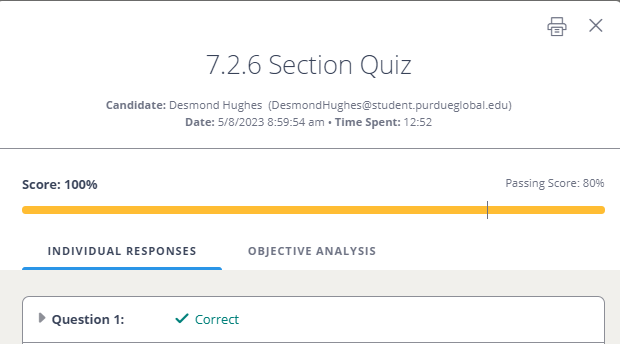 7.2.6 Section Quiz
Candidate: Desmond Hughes (DesmondHughes@student.purdueglobal.edu)
Date: 5/8/2023 8:59:54 am • Time Spent: 12:52
Score: 100%
Passing Score: 80%
INDIVIDUAL RESPONSES
OBJECTIVE ANALYSIS
Question 1:
Correct